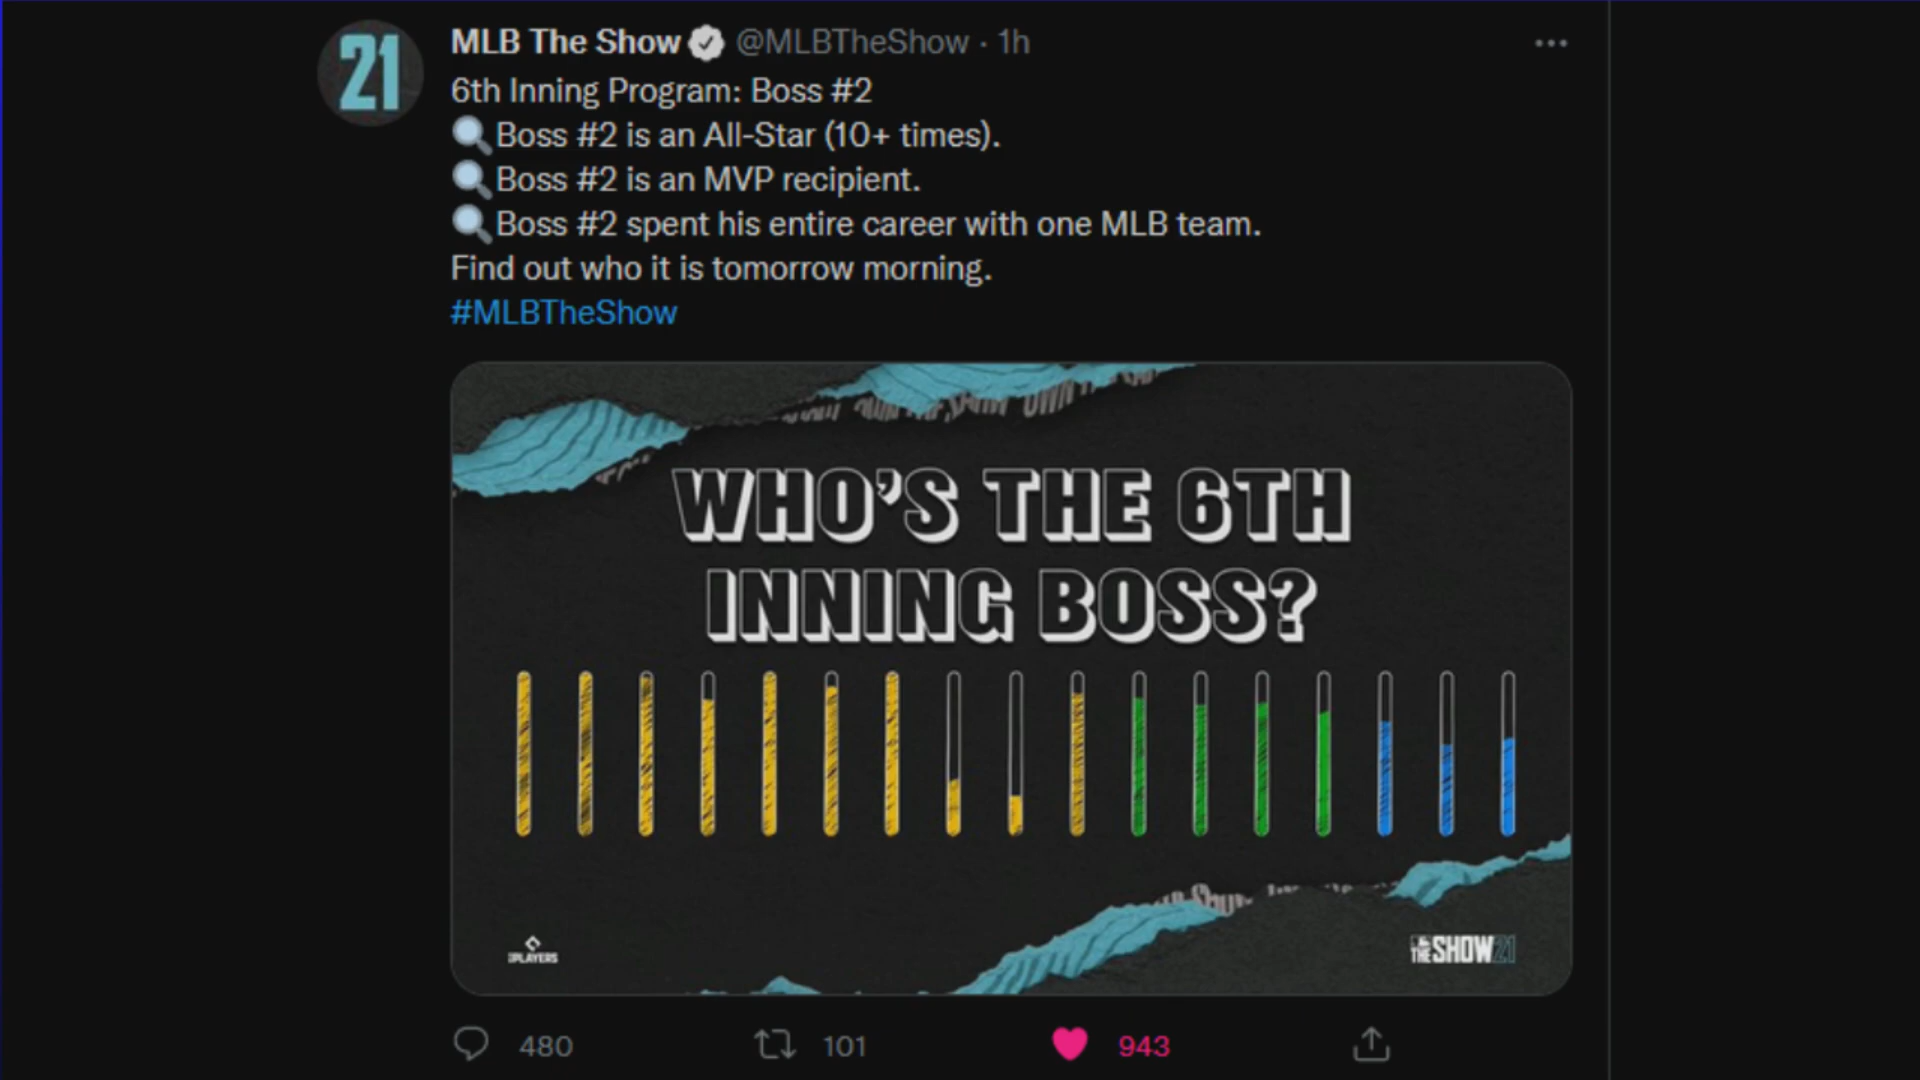 21
MLB The Show @MLBTheShow · 1h
6th Inning Program: Boss #2
Boss #2 is an All-Star (10+ times).
Boss #2 is an MVP recipient.
Boss #2 spent his entire career with one MLB team.
Find out who it is tomorrow morning.
#MLBTheShow
WHO'S THE 6TH
INNING BOSS?
PLAYERS
THE SHOW 21
480 101 943